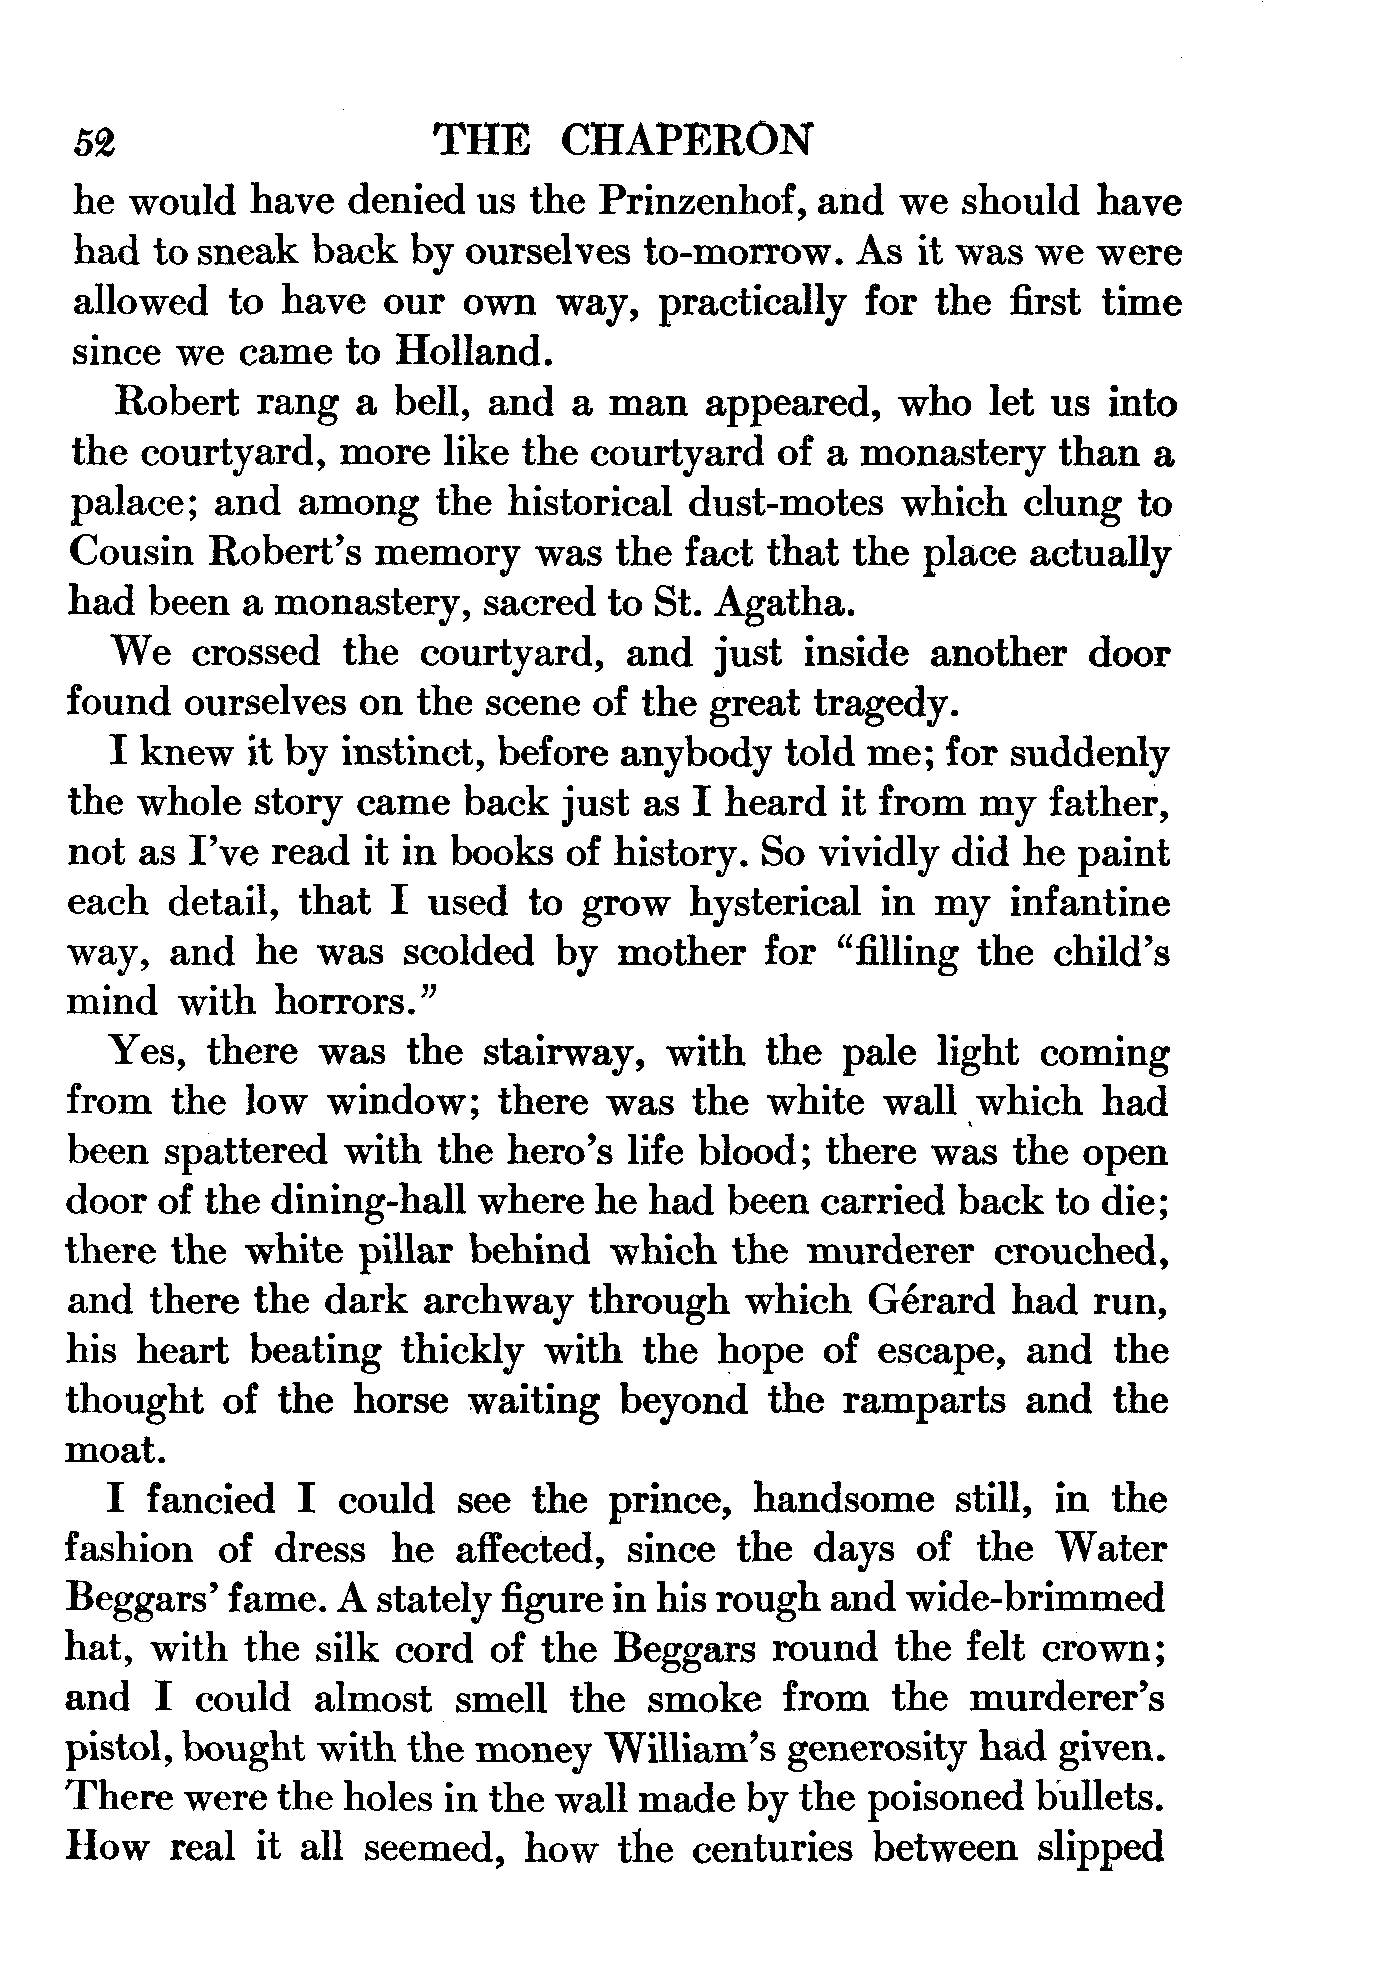 52 THE CHAPERON
he would have denied us the Prinzenhof, and we should have
had to sneak back by ourselves to-morrow. As it was we were
allowed to have our own way, practically for the first time
since we came to Holland.
Robert rang a bell, and a man appeared, who let us into
the courtyard, more like the courtyard of a monastery than a
palace; and among the historical dust-motes which clung to
Cousin Robert's memory was the fact that the place actually
had been a monastery, sacred to St. Agatha.
We crossed the courtyard, and just inside another door
found ourselves on the scene of the great tragedy.
I knew it by instinct, before anybody told me; for suddenly
the whole story came back just as I heard it from my father,
not as I've read it in books of history. So vividly did he paint
each detail, that I used to grow hysterical in my infantine
way, and he was scolded by mother for "filling the child's
mind with horrors."
Yes, there was the stairway, with the pale light coming
from the low window; there was the white wall which had
been spattered with the hero's life blood; there was the open
door of the dining-hall where he had been carried back to die;
there the white pillar behind which the murderer crouched,
and there the dark archway through which Gérard had run,
his heart beating thickly with the hope of escape, and the
thought of the horse waiting beyond the ramparts and the
moat.
I fancied I could see the prince, handsome still, in the
fashion of dress he affected, since the days of the Water
Beggars' fame. A stately figure in his rough and wide-brimmed
hat, with the silk cord of the Beggars round the felt crown;
and I could almost smell the smoke from the murderer's
pistol, bought with the money William's generosity had given.
There were the holes in the wall made by the poisoned bullets.
How real it all seemed, how the centuries between slipped